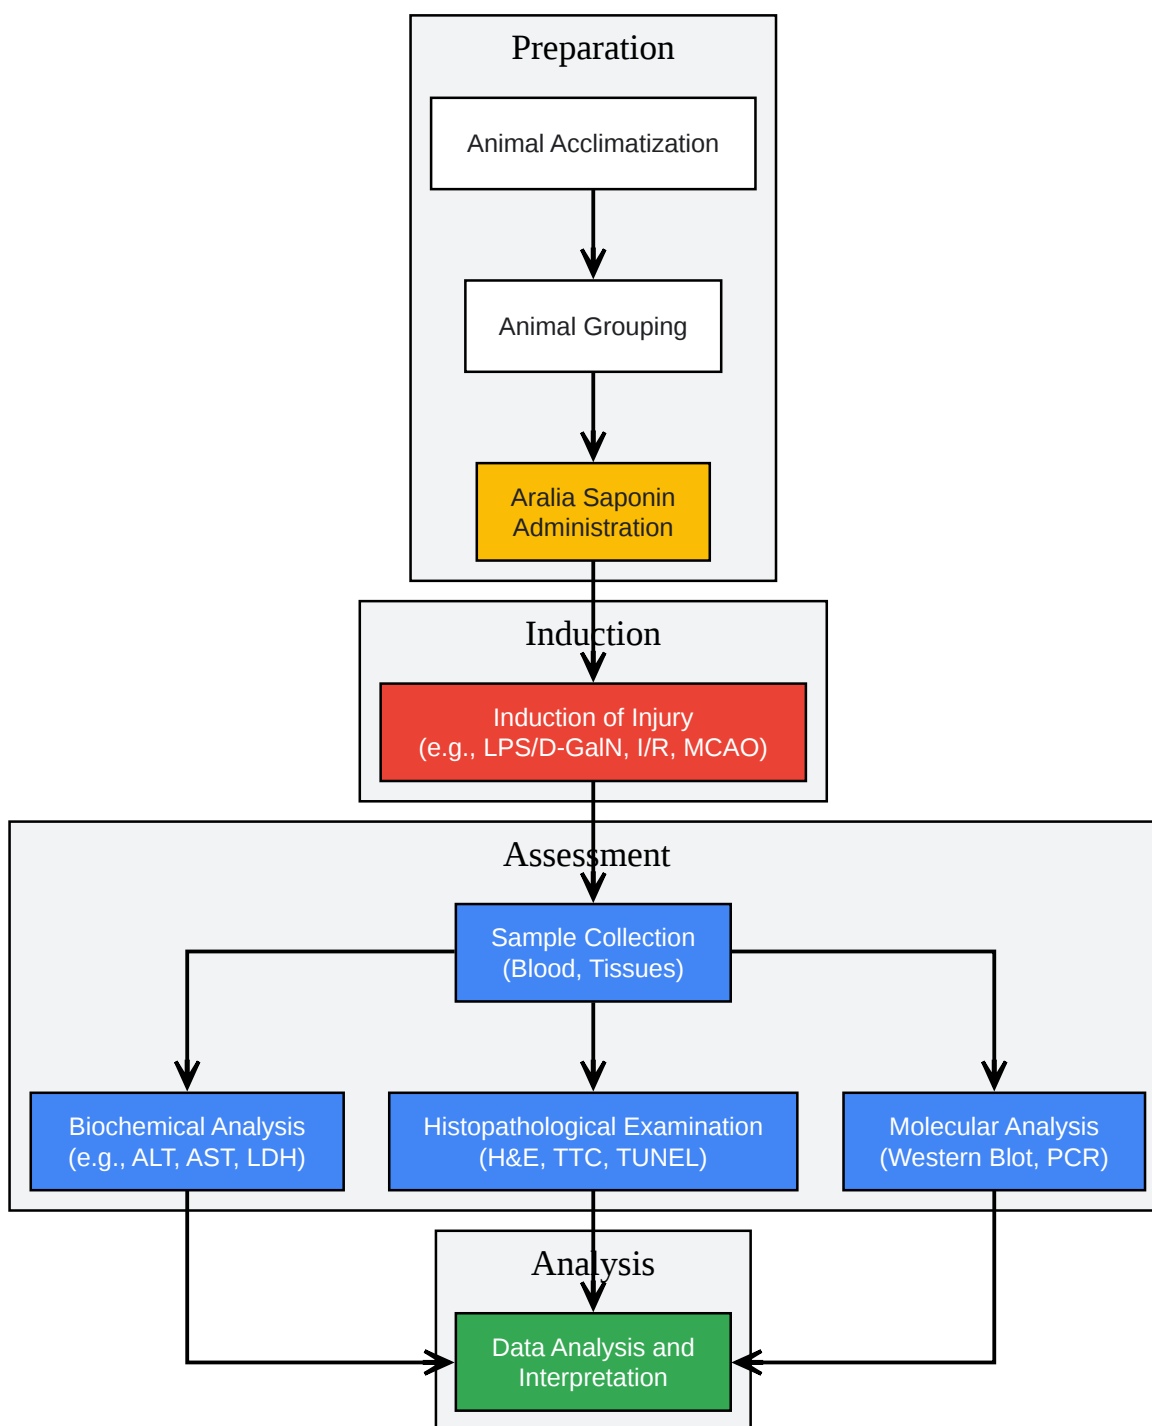 Preparation
Animal Acclimatization
Animal Grouping
Aralia Saponin
Administration
Induction
Induction of Injury
(e.g., LPS/D-GalN, I/R, MCAO)
Assessment
Sample Collection
(Blood, Tissues)
Biochemical Analysis
(e.g., ALT, AST, LDH)
Histopathological Examination
(H&E, TTC, TUNEL)
Molecular Analysis
(Western Blot, PCR)
Analysis
Data Analysis and
Interpretation